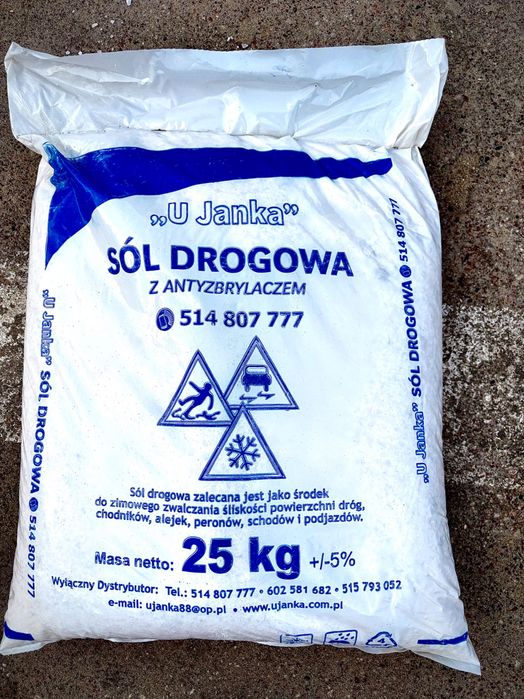 „U Janka”
SÓL DROGOWA
Z ANTYZBRYLACZEM
514 807 777
Sól drogowa zalecana jest jako środek
do zimowego zwalczania śliskości powierzchni dróg,
chodników, alejek, peronów, schodów i podjazdów.
Masa netto: 25 kg +/-5%
Wyłączny Dystrybutor: Tel.: 514 807 777 • 602 581 682 • 515 793 052
e-mail: ujanka88@op.pl • www.ujanka.com.pl
„U Janka” SÓL DROGOWA 514 807 777
„U Janka” SÓL DROGOWA 514 807 777
4